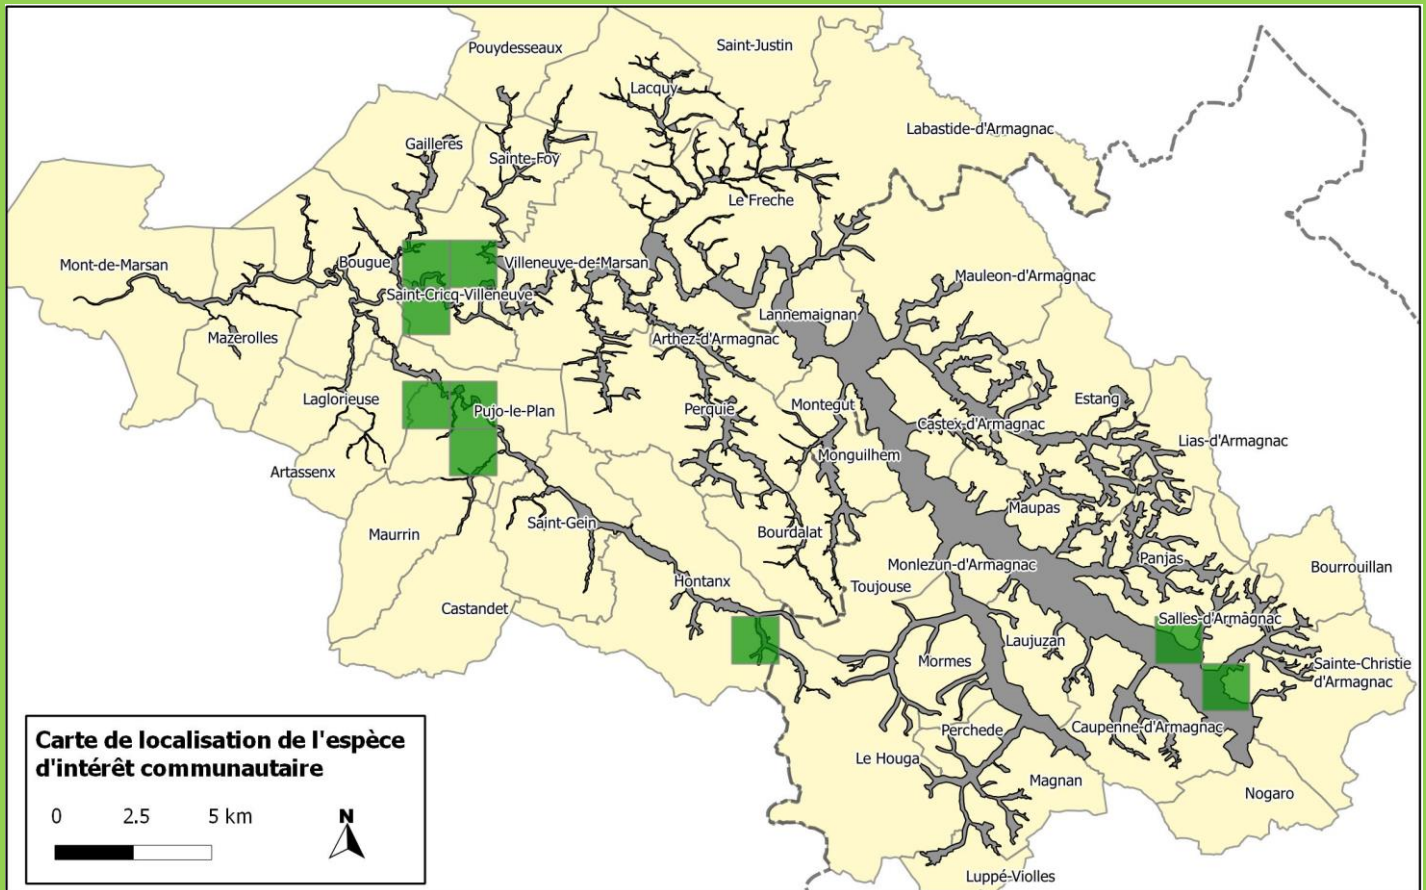 Pouydesseaux
Saint-Justin
Lacquy
Labastide-d'Armagnac
Gailleres
Sainte-Foy
Le Freche
Mont-de-Marsan
Bougue
Villeneuve-de-Marsan
Mauleon-d'Armagnac
Saint-Cricq-Villeneuve
Lannemaignan
Mazerolles
Arthez-d'Armagnac
Laglorieuse
Pujo-le-Plan
Perquie
Montegut
Estang
Castex-d'Armagnac
Lias-d'Armagnac
Monguilhem
Artassenx
Maupas
Saint-Gein
Maurrin
Bourdalat
Monlezun-d'Armagnac
Panjas
Bourrouillan
Hontanx
Toujouse
Castandet
Salles-d'Armagnac
Laujuzan
Mormes
Sainte-Christie
d'Armagnac
Perchede
Caupenne-d'Armagnac
Le Houga
Magnan
Nogaro
Luppé-Violles
Carte de localisation de l'espèce
d'intérêt communautaire
0 2.5 5 km
N